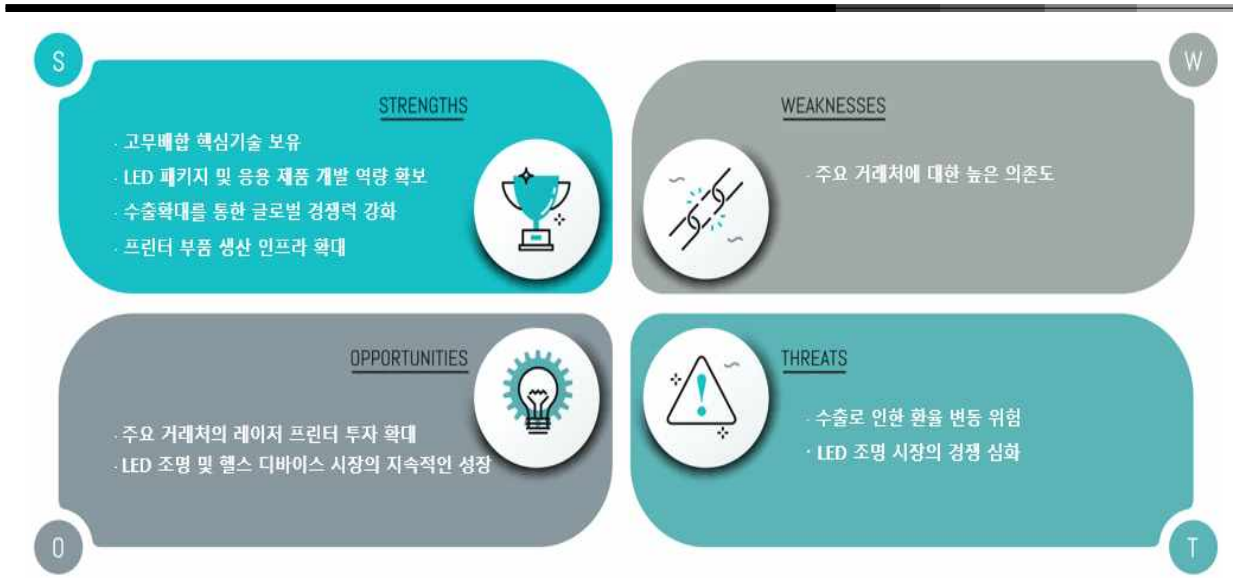 S
STRENGTHS
· 고무배합 핵심기술 보유
· LED 패키지 및 응용 제품 개발 역량 확보
· 수출확대를 통한 글로벌 경쟁력 강화
· 프린터 부품 생산 인프라 확대
W
WEAKNESSES
· 주요 거래처에 대한 높은 의존도
OPPORTUNITIES
· 주요 거래처의 레이저 프린터 투자 확대
· LED 조명 및 헬스 디바이스 시장의 지속적인 성장
O
THREATS
· 수출로 인한 환율 변동 위험
· LED 조명 시장의 경쟁 심화
T